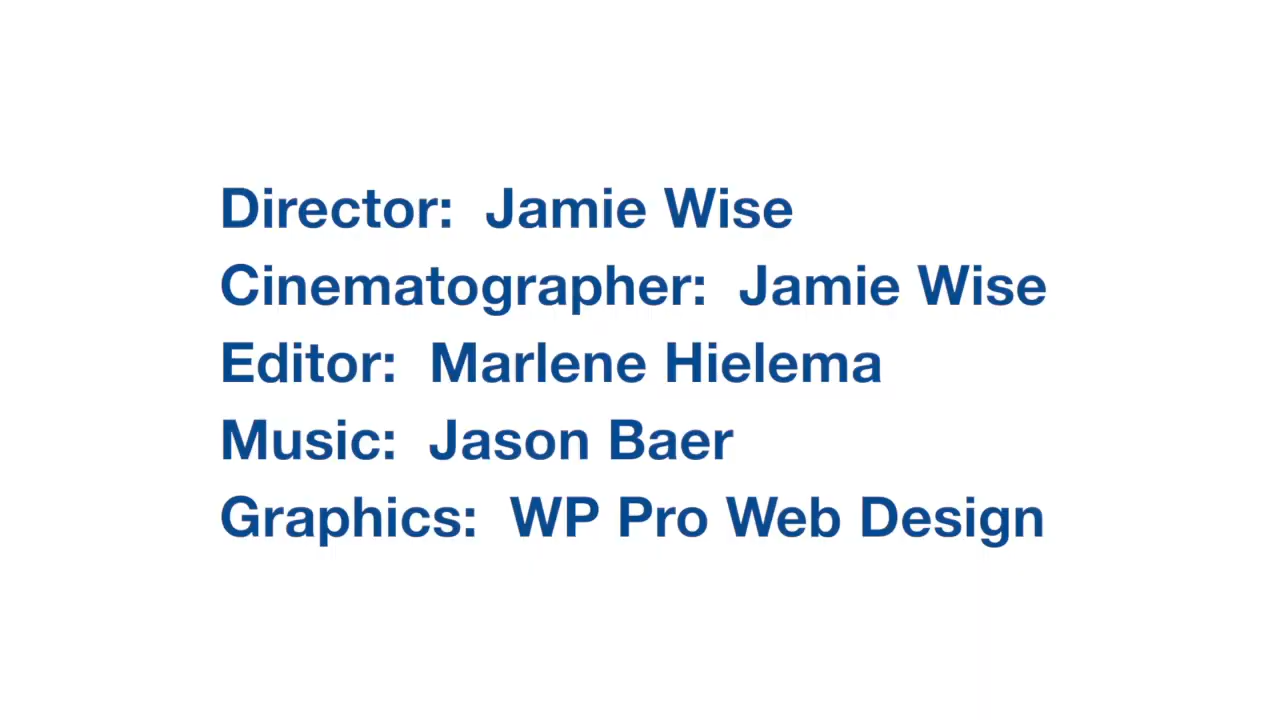 Director:  Jamie Wise
Cinematographer:  Jamie Wise
Editor:  Marlene Hielema
Music:  Jason Baer
Graphics:  WP Pro Web Design